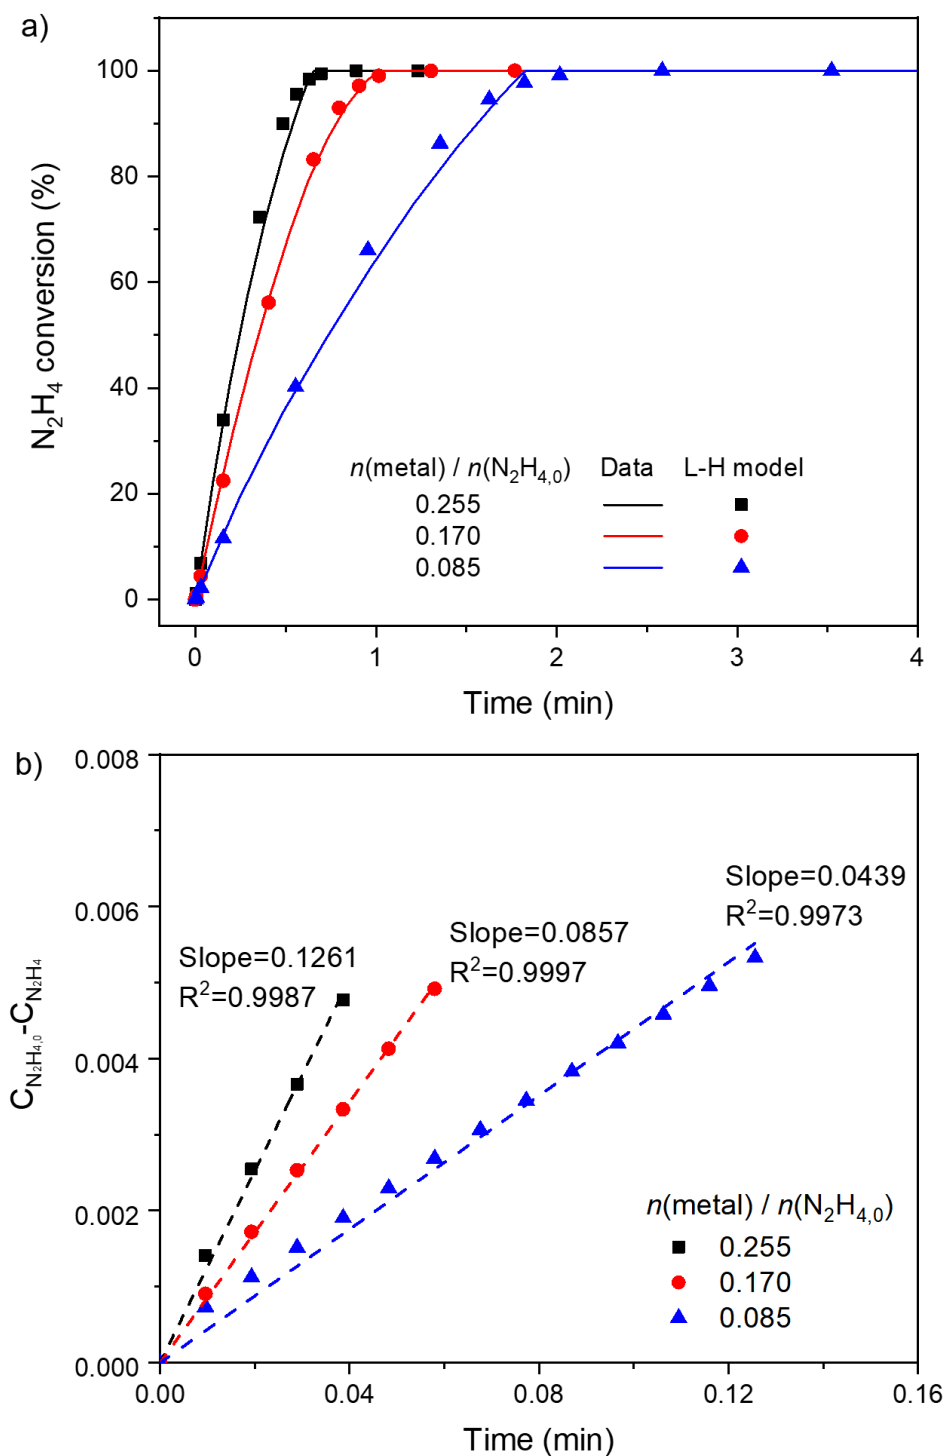 a)
100
80
60
40
20
0
N₂H₄ conversion (%)
n(metal) / n(N₂H₄,₀) Data L-H model
0.255
0.170
0.085
0 1 2 3 4
Time (min)
b)
0.008
0.006
0.004
0.002
0.000
C_N₂H₄,₀-C_N₂H₄
Slope=0.1261
R²=0.9987
Slope=0.0857
R²=0.9997
Slope=0.0439
R²=0.9973
n(metal) / n(N₂H₄,₀)
0.255
0.170
0.085
0.00 0.04 0.08 0.12 0.16
Time (min)